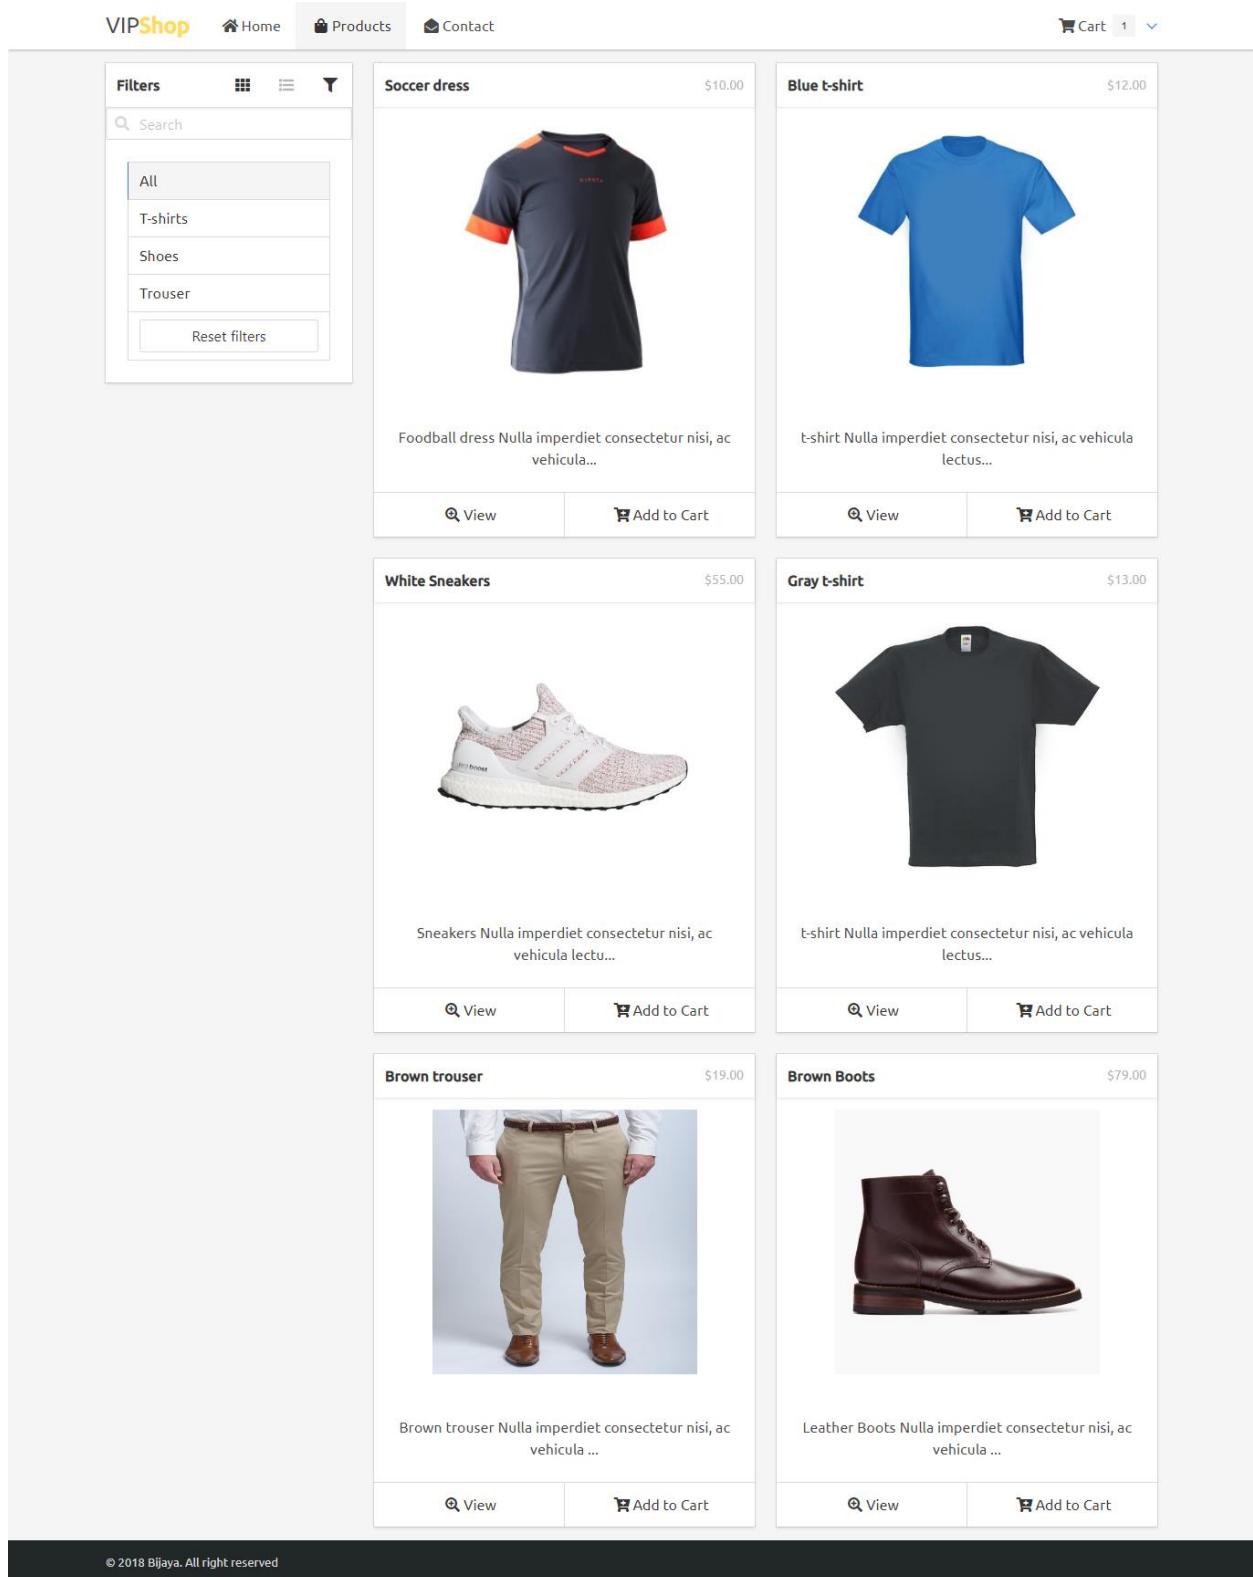 VIPShop Home Products Contact Cart 1
Filters
Search
All
T-shirts
Shoes
Trouser
Reset filters
Soccer dress $10.00
Foodball dress Nulla imperdiet consectetur nisi, ac
vehicula...
View Add to Cart
Blue t-shirt $12.00
t-shirt Nulla imperdiet consectetur nisi, ac vehicula
lectus...
View Add to Cart
White Sneakers $55.00
boost
Sneakers Nulla imperdiet consectetur nisi, ac
vehicula lectu...
View Add to Cart
Gray t-shirt $13.00
t-shirt Nulla imperdiet consectetur nisi, ac vehicula
lectus...
View Add to Cart
Brown trouser $19.00
Brown trouser Nulla imperdiet consectetur nisi, ac
vehicula ...
View Add to Cart
Brown Boots $79.00
Leather Boots Nulla imperdiet consectetur nisi, ac
vehicula ...
View Add to Cart
© 2018 Bijaya. All right reserved